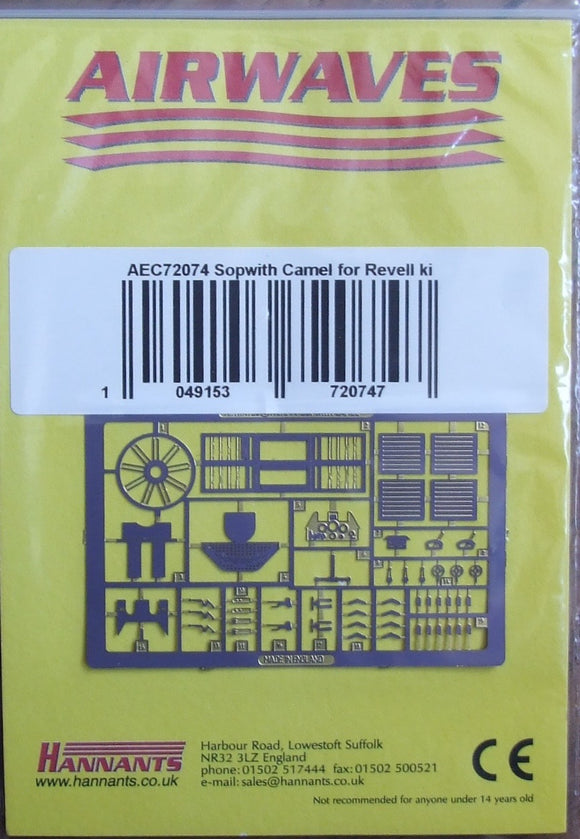 AIRWAVES
AEC72074 Sopwith Camel for Revell ki
1 049153 720747
MADE IN ENGLAND
HANNANTS
www.hannants.co.uk
Harbour Road, Lowestoft Suffolk
NR32 3LZ England
phone: 01502 517444 fax: 01502 500521
e-mail: sales@hannants.co.uk
CE
Not recommended for anyone under 14 years old